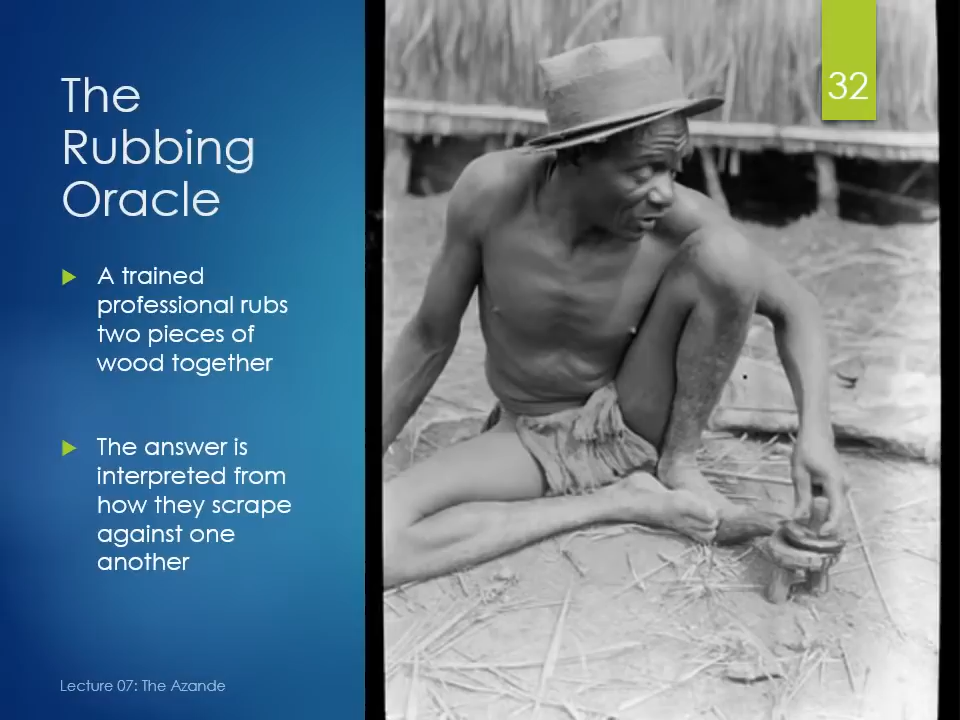 The
Rubbing
Oracle
32
A trained
professional rubs
two pieces of
wood together
The answer is
interpreted from
how they scrape
against one
another
Lecture 07: The Azande